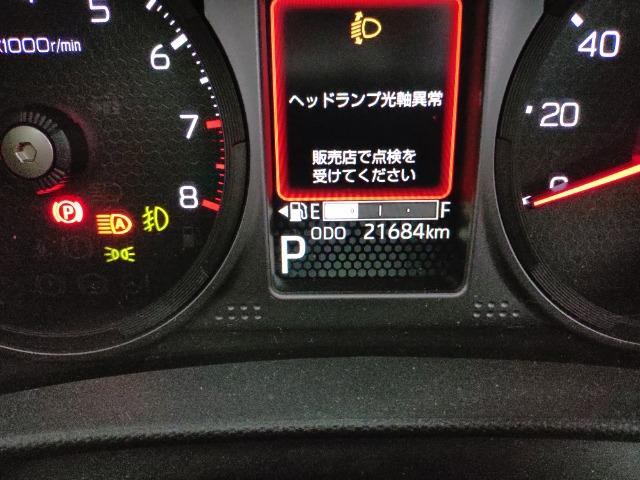 5
x1000r/min
6
7
8
P
A
ヘッドランプ光軸異常
販売店で点検を
受けてください
E F
ODO 21684km
P
40
20
0